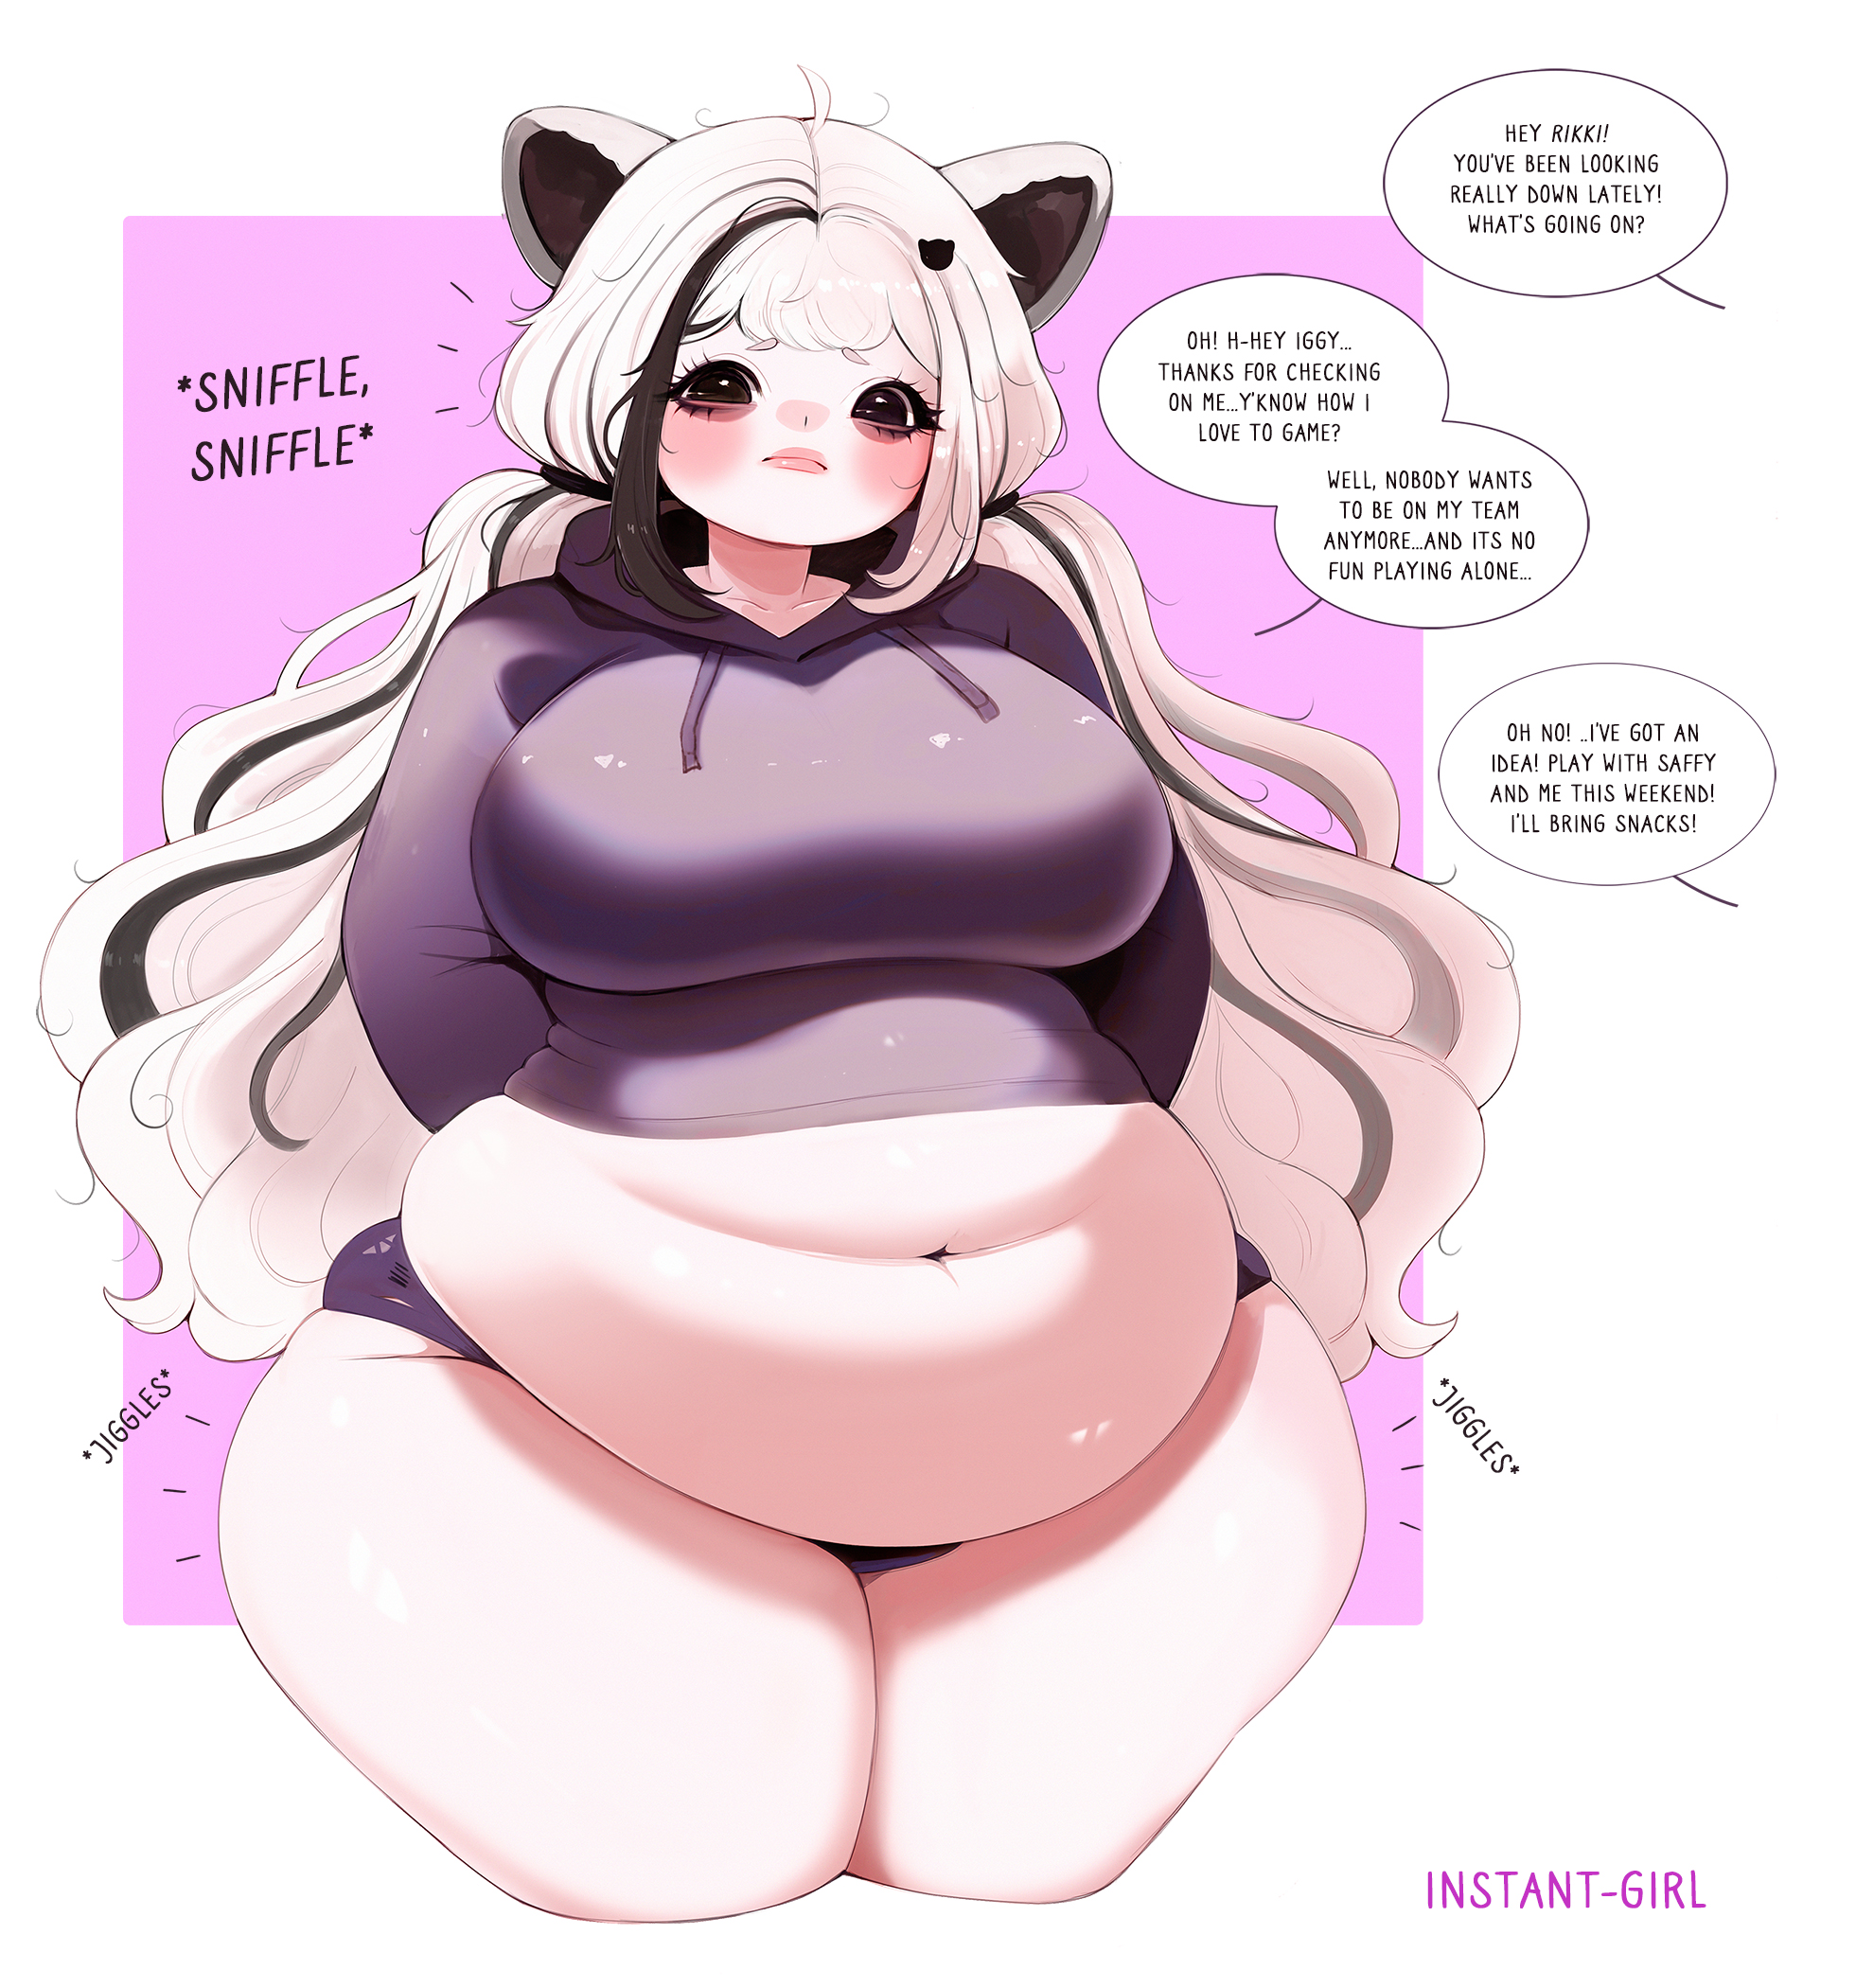 HEY RIKKI!
YOU'VE BEEN LOOKING
REALLY DOWN LATELY!
WHAT'S GOING ON?
OH! H-HEY IGGY...
THANKS FOR CHECKING
ON ME...Y'KNOW HOW I
LOVE TO GAME?
WELL, NOBODY WANTS
TO BE ON MY TEAM
ANYMORE...AND ITS NO
FUN PLAYING ALONE...
*SNIFFLE,
SNIFFLE*
OH NO! ..I'VE GOT AN
IDEA! PLAY WITH SAFFY
AND ME THIS WEEKEND!
I'LL BRING SNACKS!
*JIGGLES*
*JIGGLES*
INSTANT-GIRL